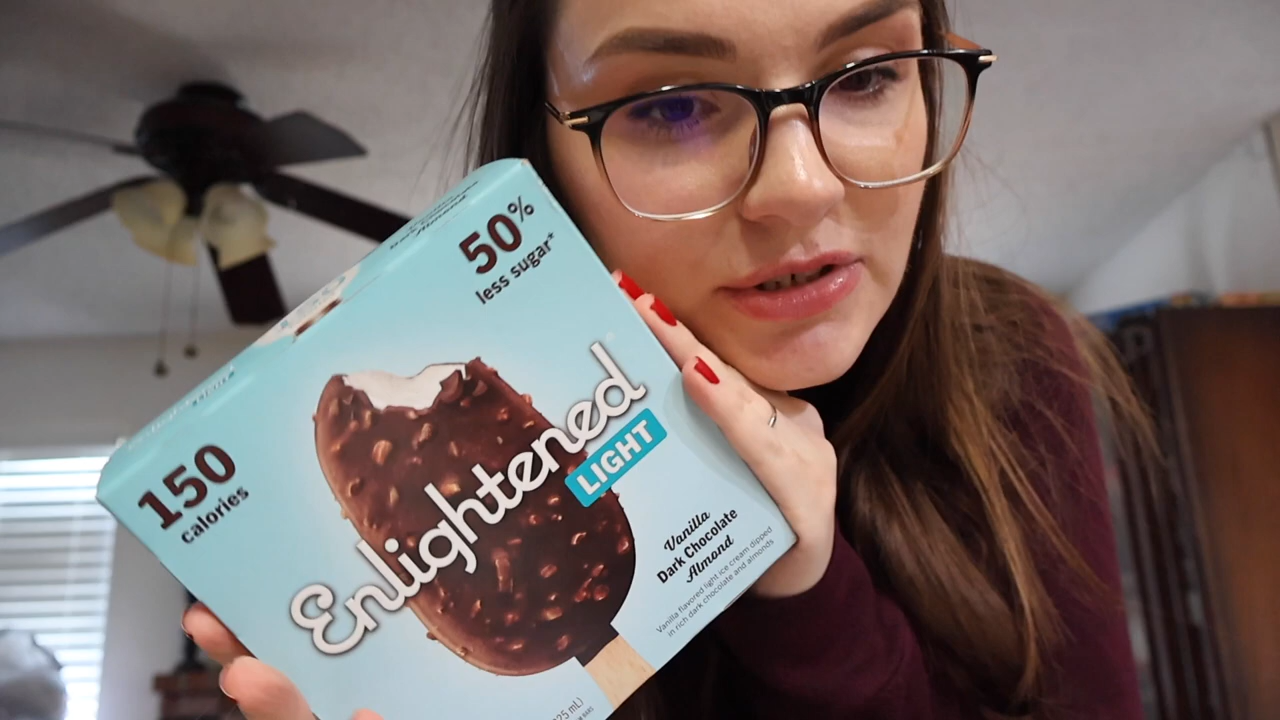 50%
less sugar*
150
calories
Enlightened
LIGHT
Vanilla
Dark Chocolate
Almond
Vanilla flavored light ice cream dipped
in rich dark chocolate and almonds